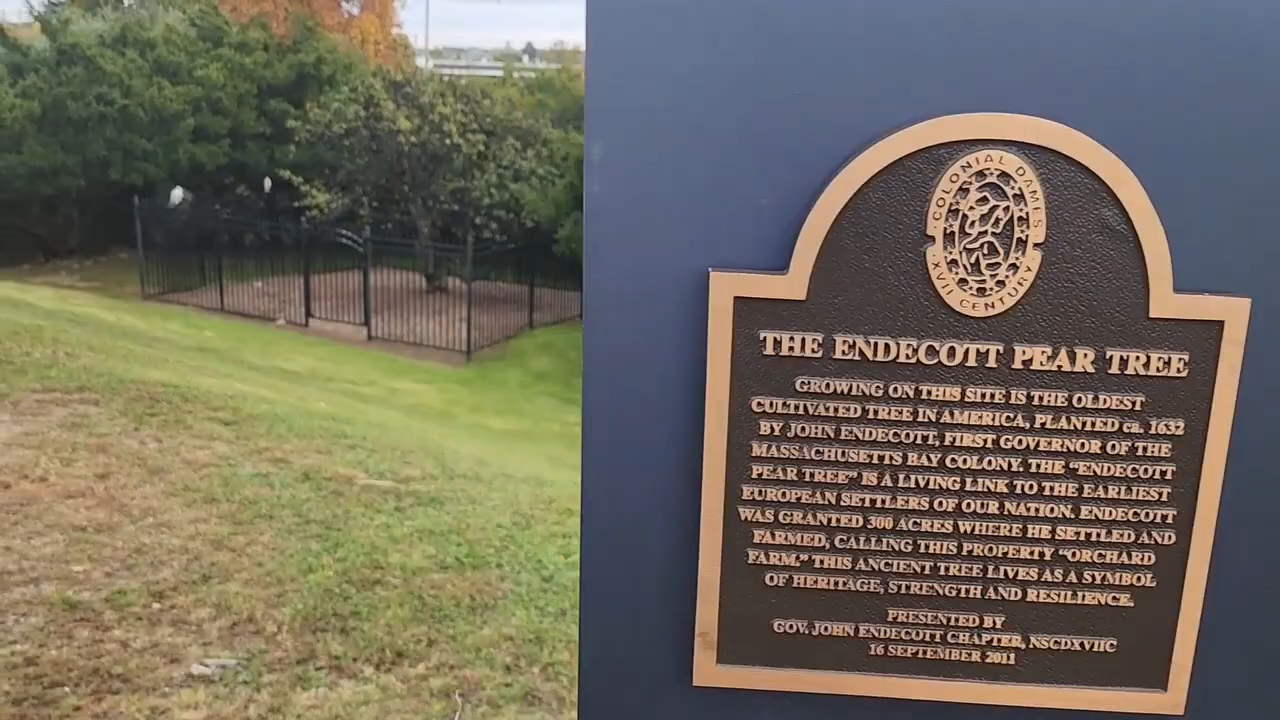 COLONIAL DAMES
XVII CENTURY
THE ENDECOTT PEAR TREE
GROWING ON THIS SITE IS THE OLDEST
CULTIVATED TREE IN AMERICA, PLANTED ca. 1632
BY JOHN ENDECOTT, FIRST GOVERNOR OF THE
MASSACHUSETTS BAY COLONY. THE "ENDECOTT
PEAR TREE" IS A LIVING LINK TO THE EARLIEST
EUROPEAN SETTLERS OF OUR NATION. ENDECOTT
WAS GRANTED 300 ACRES WHERE HE SETTLED AND
FARMED, CALLING THIS PROPERTY "ORCHARD
FARM." THIS ANCIENT TREE LIVES AS A SYMBOL
OF HERITAGE, STRENGTH AND RESILIENCE.
PRESENTED BY
GOV. JOHN ENDECOTT CHAPTER, NSCDXVIIC
16 SEPTEMBER 2011